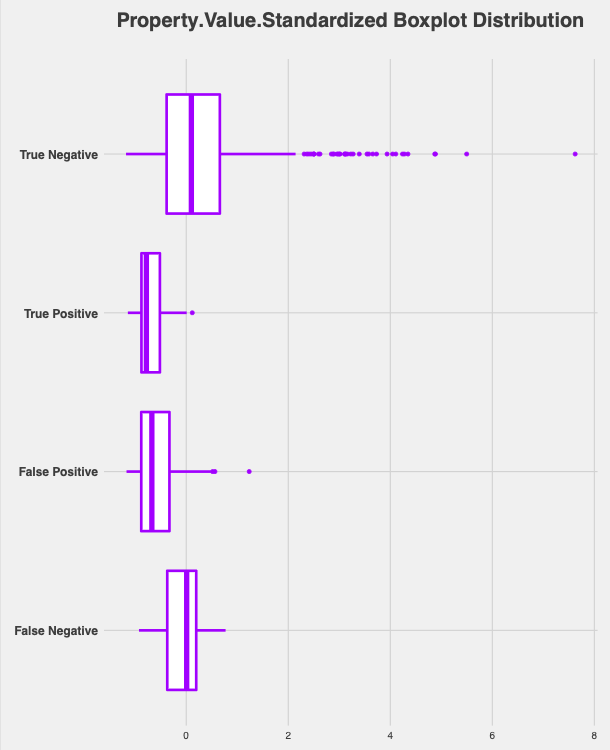 Property.Value.Standardized Boxplot Distribution
True Negative
True Positive
False Positive
False Negative
0 2 4 6 8